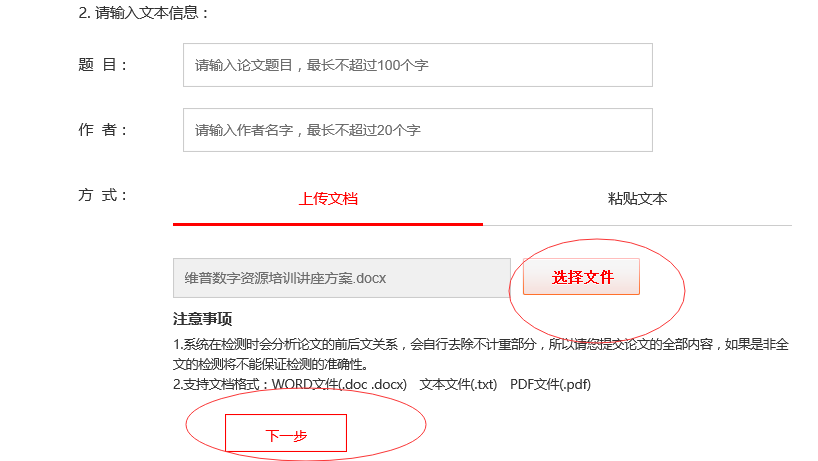 2. 请输入文本信息：
题 目：
请输入论文题目，最长不超过100个字
作 者：
请输入作者名字，最长不超过20个字
方 式：
上传文档
粘贴文本
维普数字资源培训讲座方案.docx
选择文件
注意事项
1.系统在检测时会分析论文的前后文关系，会自行去除不计重部分，所以请您提交论文的全部内容，如果是非全
文的检测将不能保证检测的准确性。
2.支持文档格式：WORD文件(.doc .docx) 文本文件(.txt) PDF文件(.pdf)
下一步